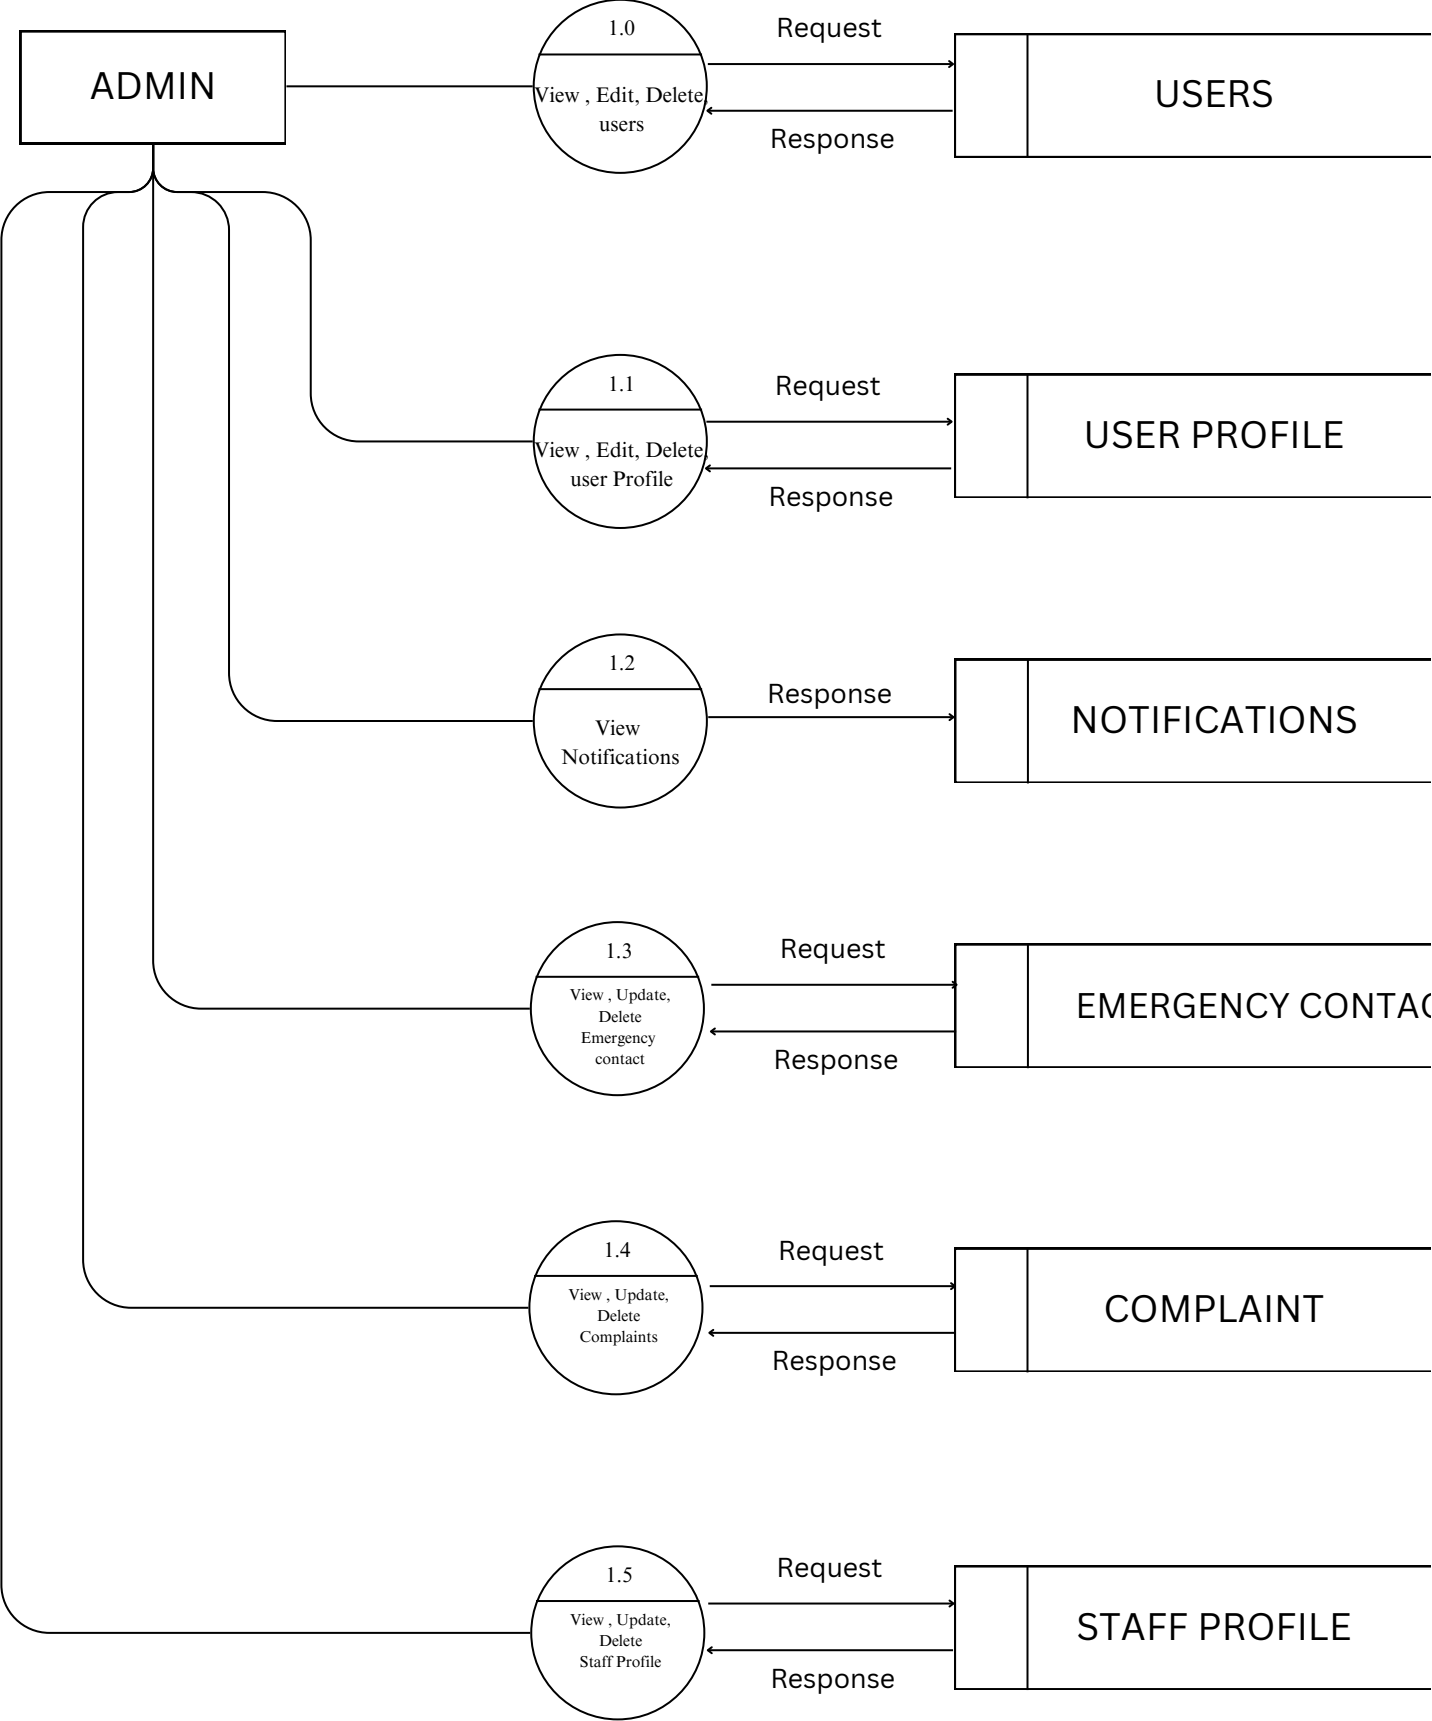 ADMIN
1.0
View , Edit, Delete,
users
Request
Response
USERS
1.1
View , Edit, Delete,
user Profile
Request
Response
USER PROFILE
1.2
View
Notifications
Response
NOTIFICATIONS
1.3
View , Update,
Delete
Emergency
contact
Request
Response
EMERGENCY CONTAC
1.4
View , Update,
Delete
Complaints
Request
Response
COMPLAINT
1.5
View , Update,
Delete
Staff Profile
Request
Response
STAFF PROFILE